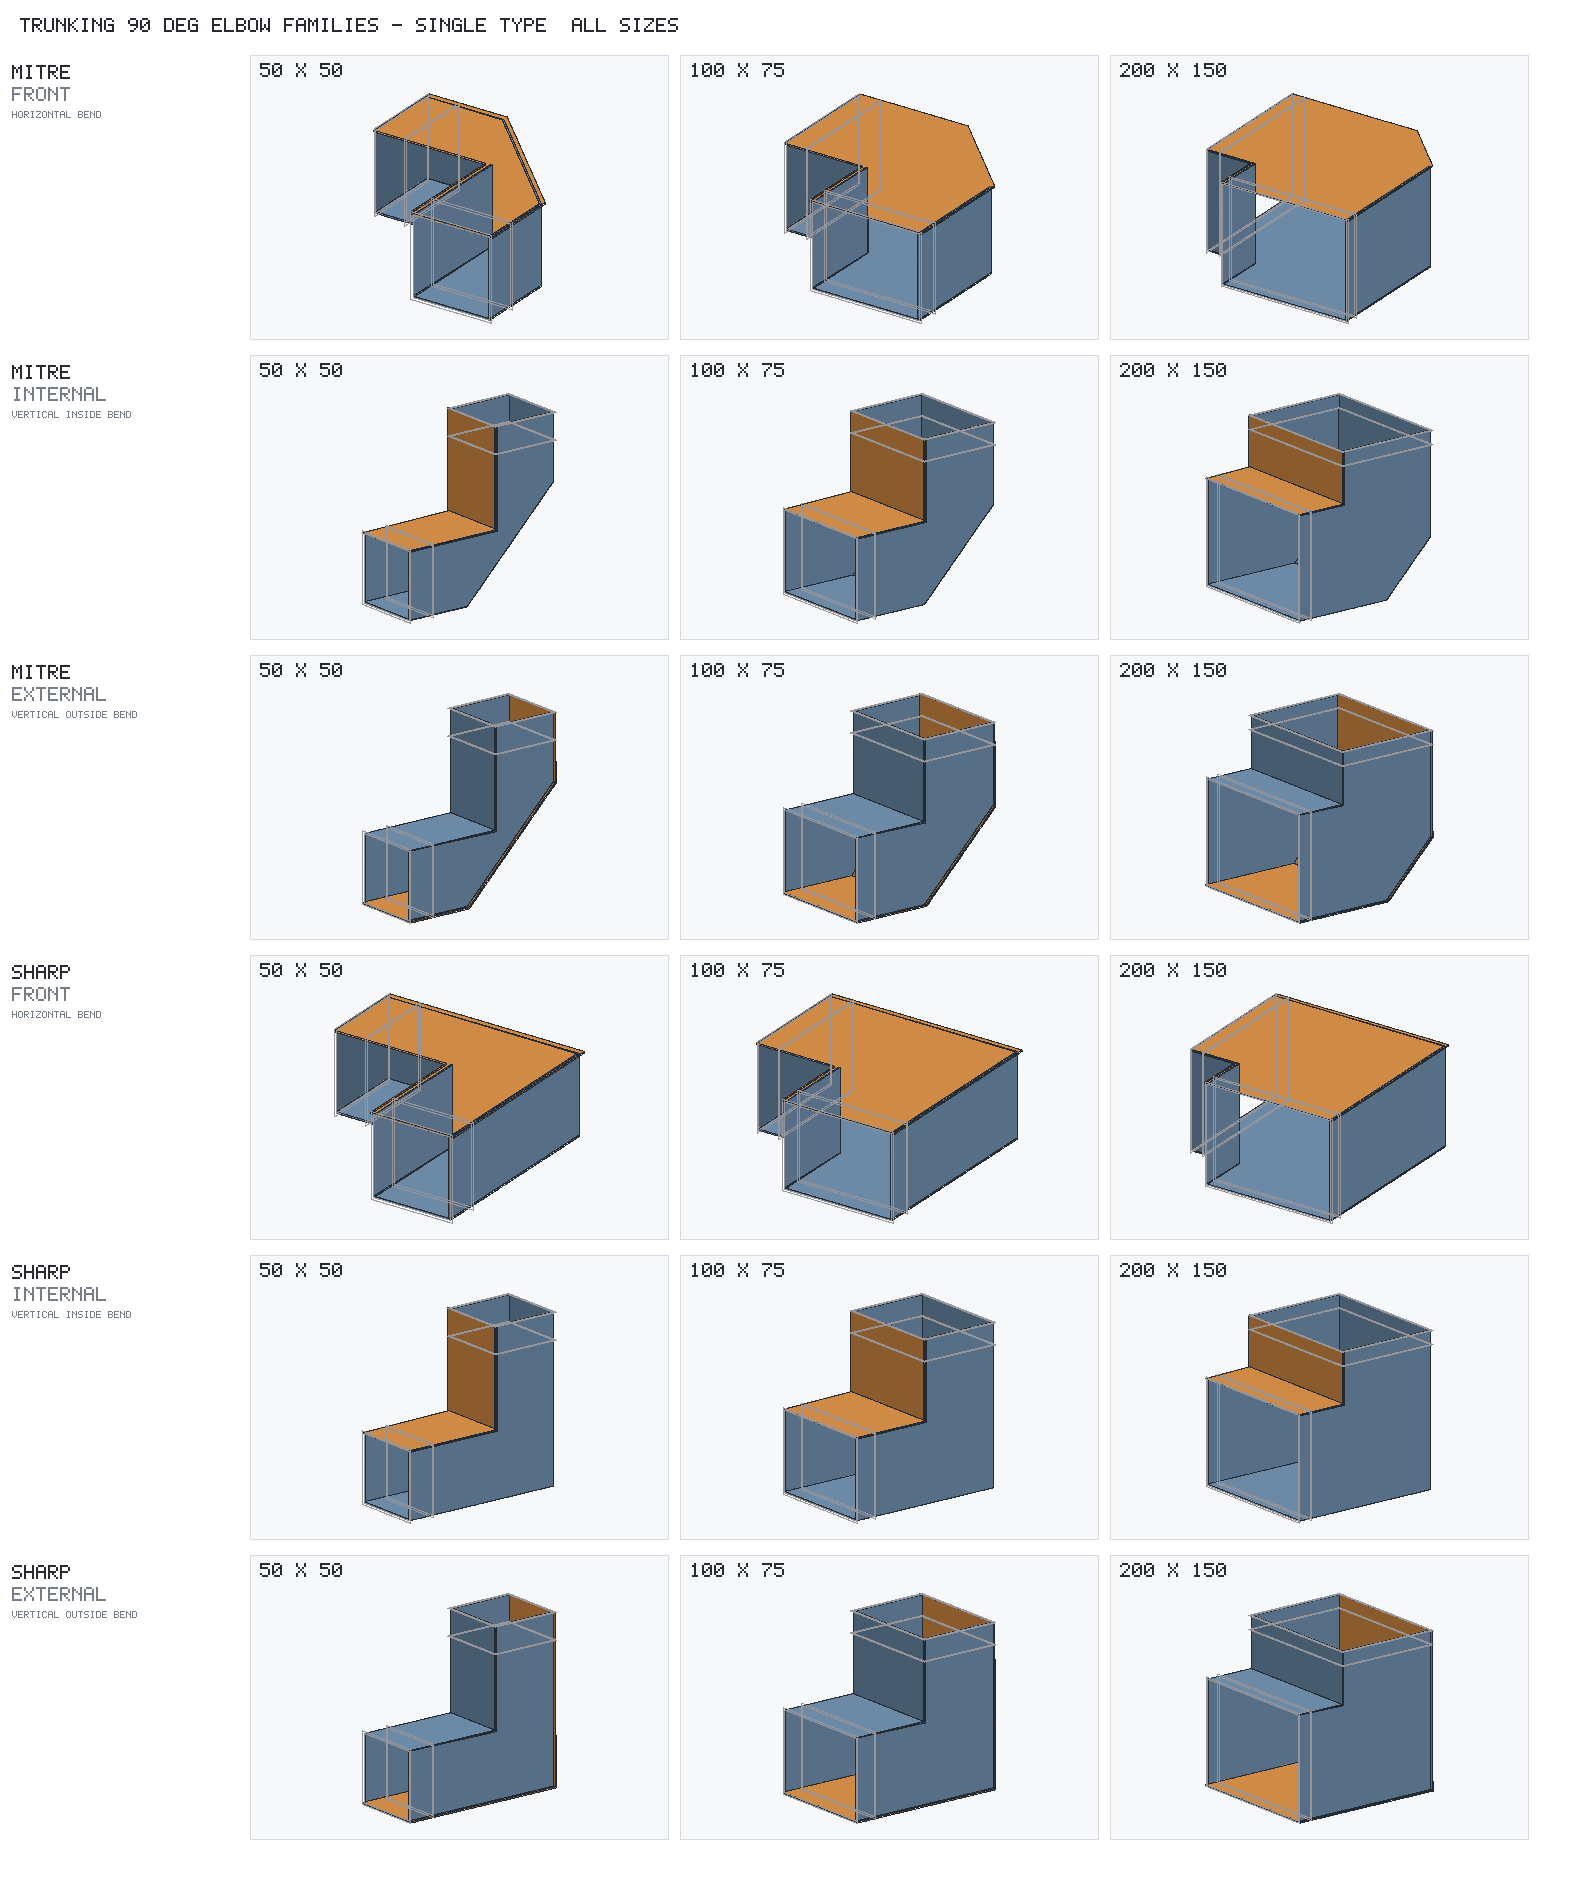 TRUNKING 90 DEG ELBOW FAMILIES - SINGLE TYPE  ALL SIZES
MITRE
FRONT
HORIZONTAL BEND
50 X 50
100 X 75
200 X 150
MITRE
INTERNAL
VERTICAL INSIDE BEND
50 X 50
100 X 75
200 X 150
MITRE
EXTERNAL
VERTICAL OUTSIDE BEND
50 X 50
100 X 75
200 X 150
SHARP
FRONT
HORIZONTAL BEND
50 X 50
100 X 75
200 X 150
SHARP
INTERNAL
VERTICAL INSIDE BEND
50 X 50
100 X 75
200 X 150
SHARP
EXTERNAL
VERTICAL OUTSIDE BEND
50 X 50
100 X 75
200 X 150